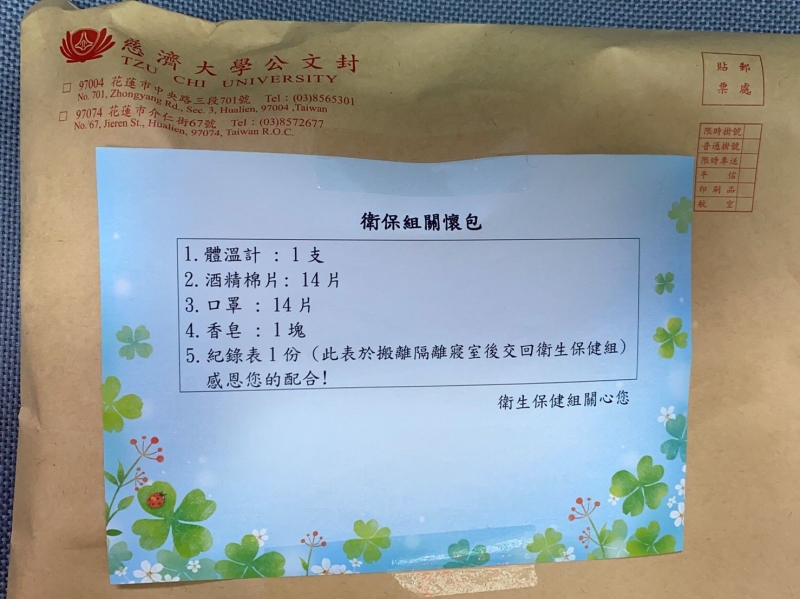 慈濟大學公文封
TZU CHI UNIVERSITY
□ 97004 花蓮市中央路三段701號 Tel：(03)8565301
No. 701, Zhongyang Rd., Sec. 3, Hualien, 97004 ,Taiwan
□ 97074 花蓮市介仁街67號 Tel：(03)8572677
No. 67, Jieren St., Hualien, 97074, Taiwan R.O.C.
貼郵
票處
限時掛號
普通掛號
限時專送
平信
印刷品
航空
衛保組關懷包
1.體溫計 : 1支
2.酒精棉片: 14片
3.口罩 : 14片
4.香皂 : 1塊
5.紀錄表1份（此表於搬離隔離寢室後交回衛生保健組）
感恩您的配合!
衛生保健組關心您